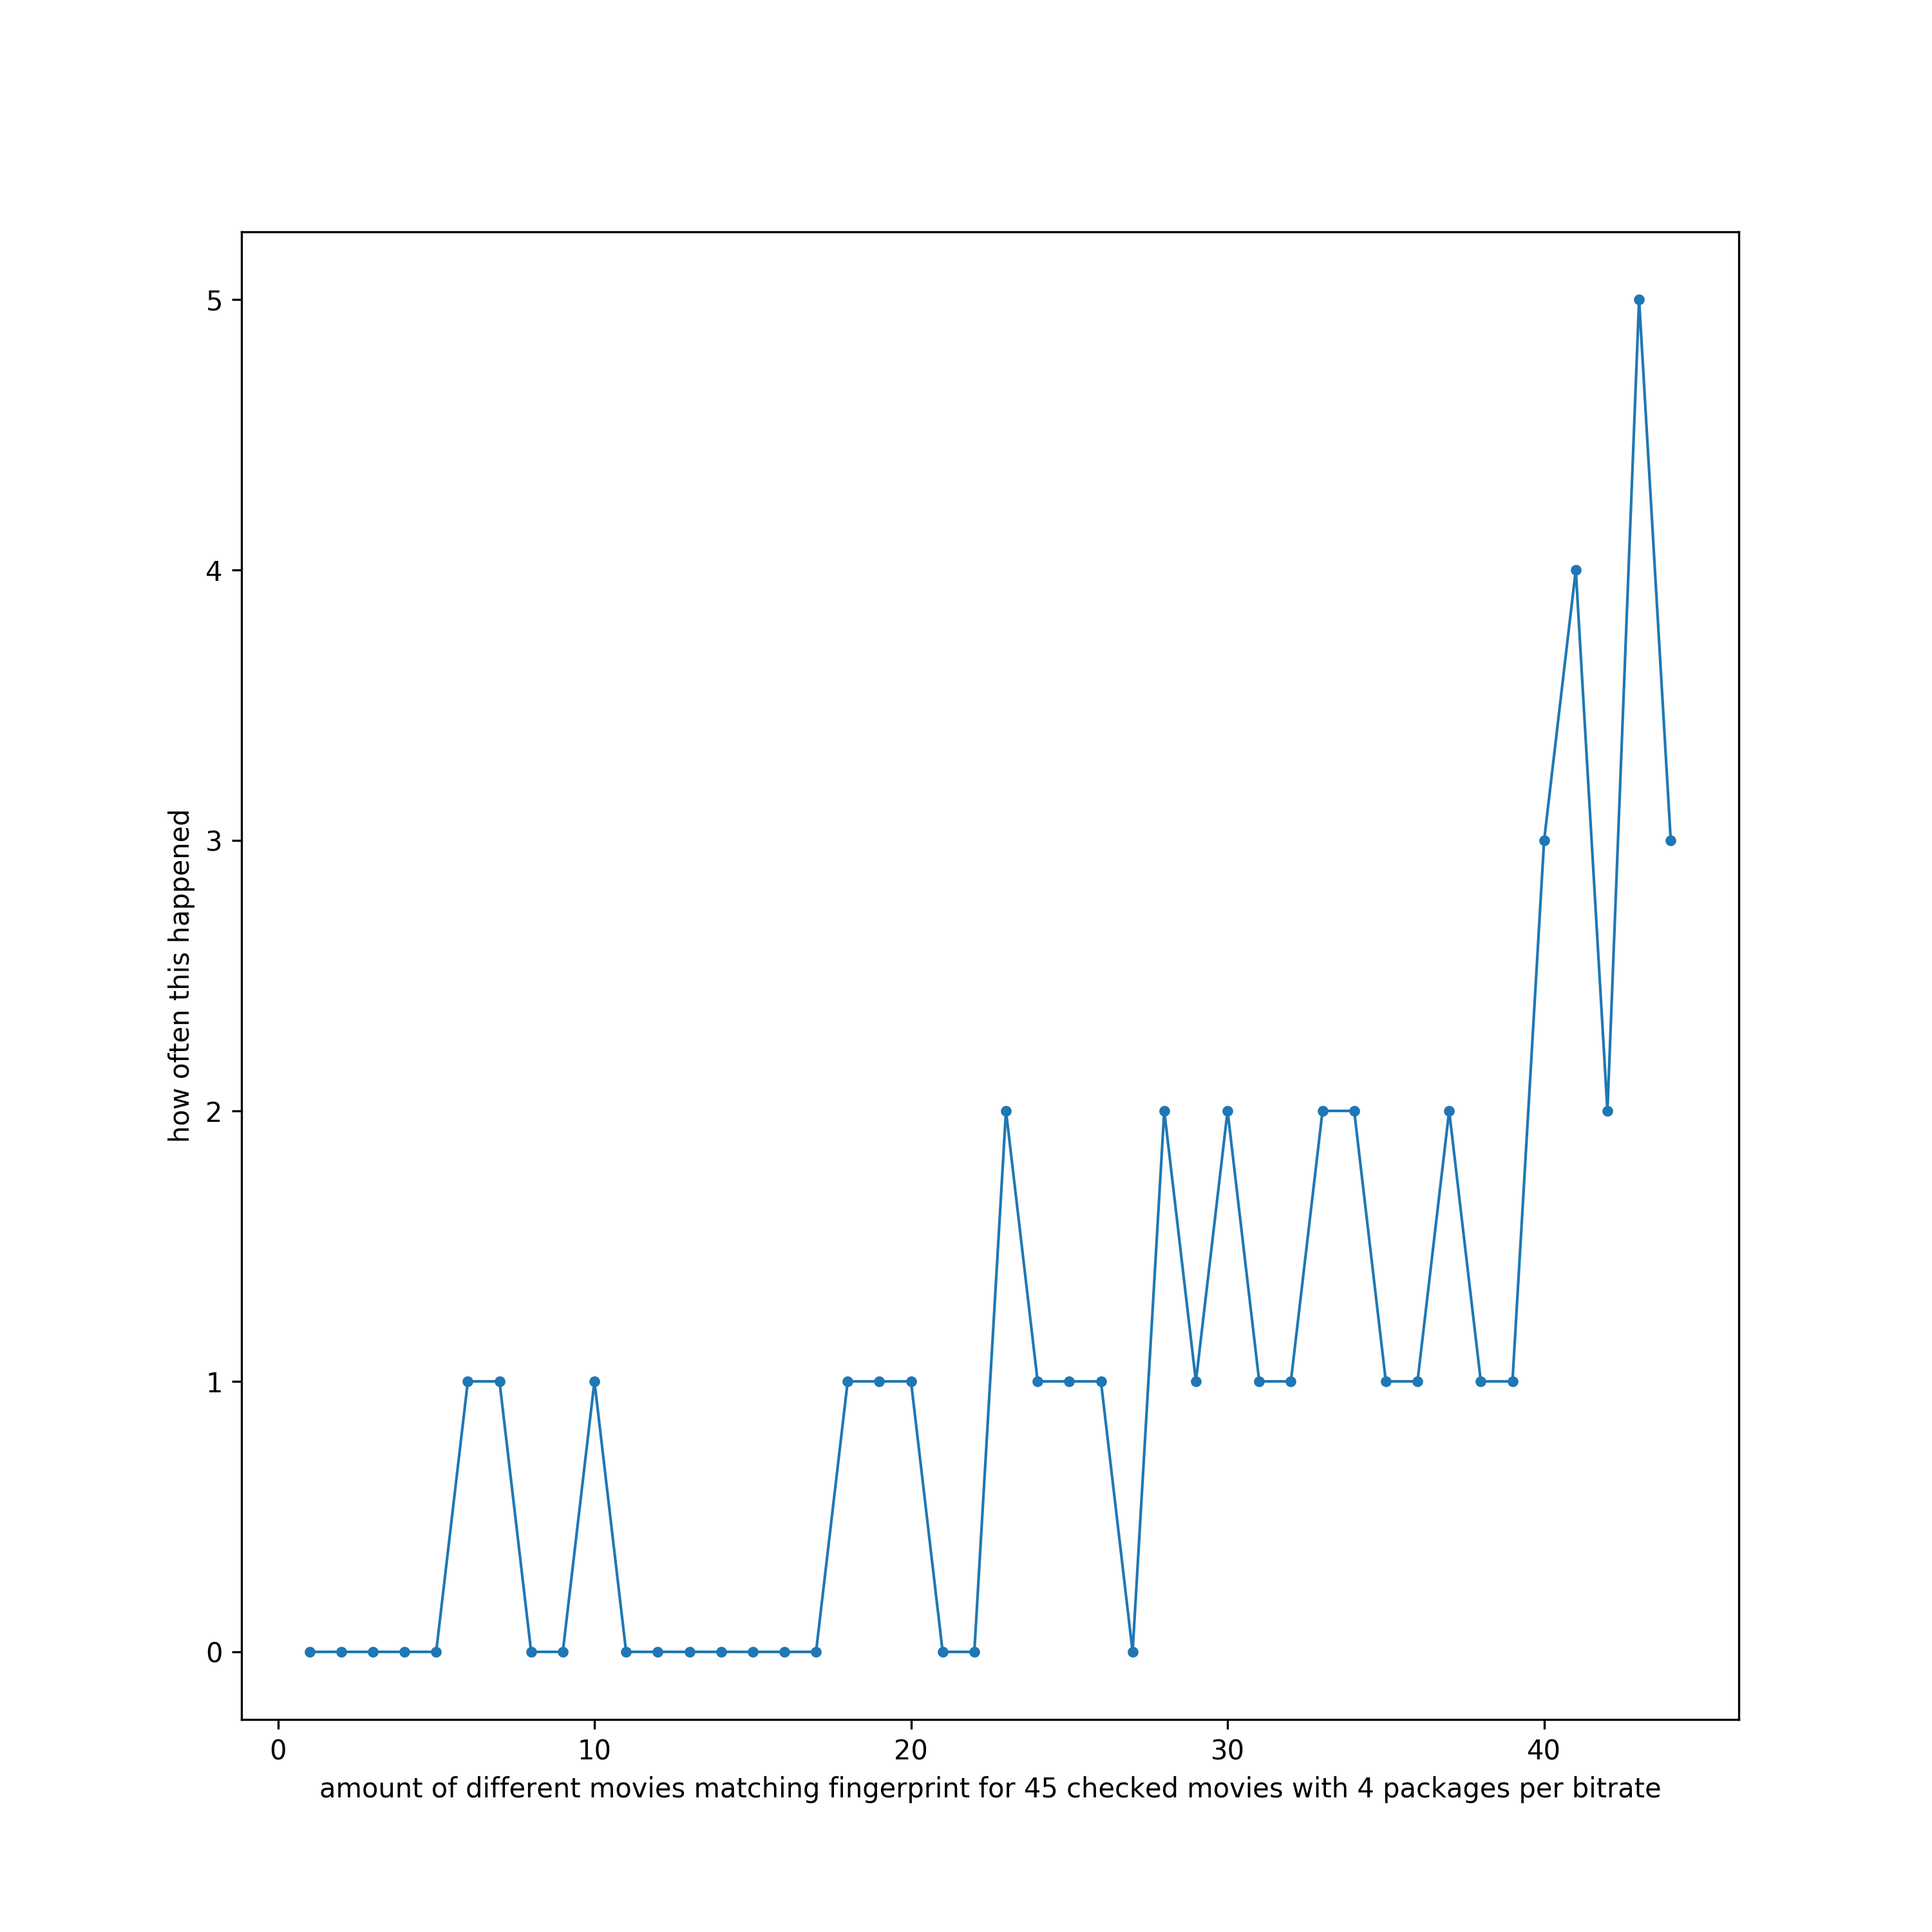 5
4
3
2
1
0
how often this happened
0 10 20 30 40
amount of different movies matching fingerprint for 45 checked movies with 4 packages per bitrate